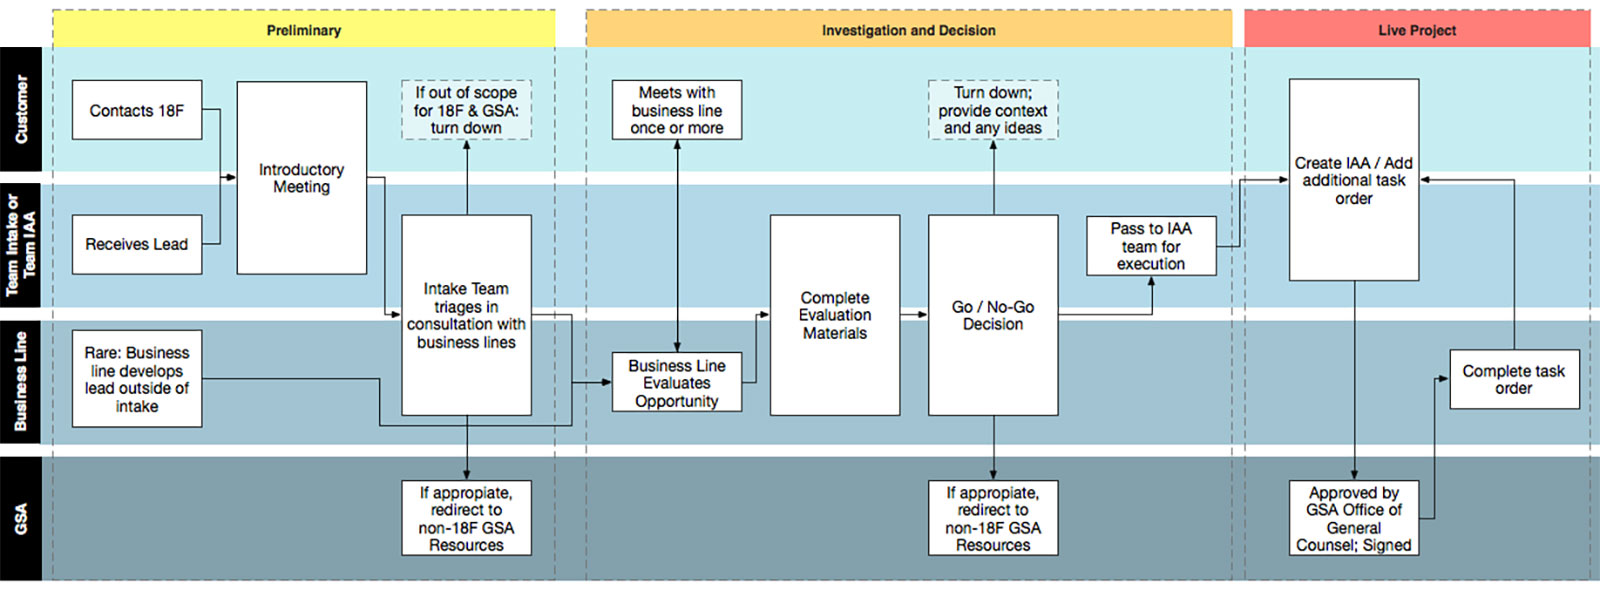 Preliminary
Investigation and Decision
Live Project
Customer
Contacts 18F
Introductory
Meeting
If out of scope
for 18F & GSA:
turn down
Meets with
business line
once or more
Turn down;
provide context
and any ideas
Create IAA / Add
additional task
order
Team Intake or
Team IAA
Receives Lead
Intake Team
triages in
consultation with
business lines
Complete
Evaluation
Materials
Go / No-Go
Decision
Pass to IAA
team for
execution
Business Line
Rare: Business
line develops
lead outside of
intake
Business Line
Evaluates
Opportunity
Complete task
order
GSA
If appropiate,
redirect to
non-18F GSA
Resources
If appropiate,
redirect to
non-18F GSA
Resources
Approved by
GSA Office of
General
Counsel; Signed